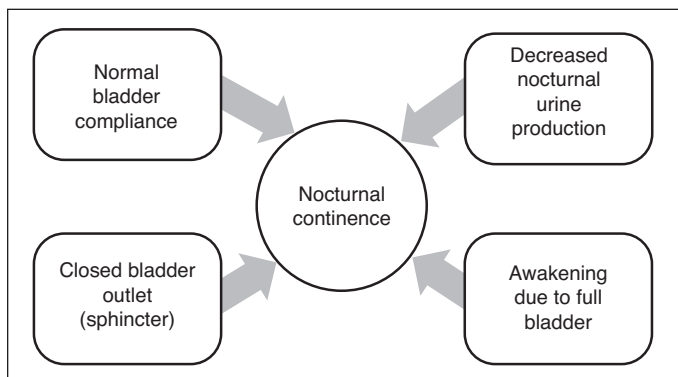 Normal
bladder
compliance
Decreased
nocturnal
urine
production
Nocturnal
continence
Closed bladder
outlet
(sphincter)
Awakening
due to full
bladder